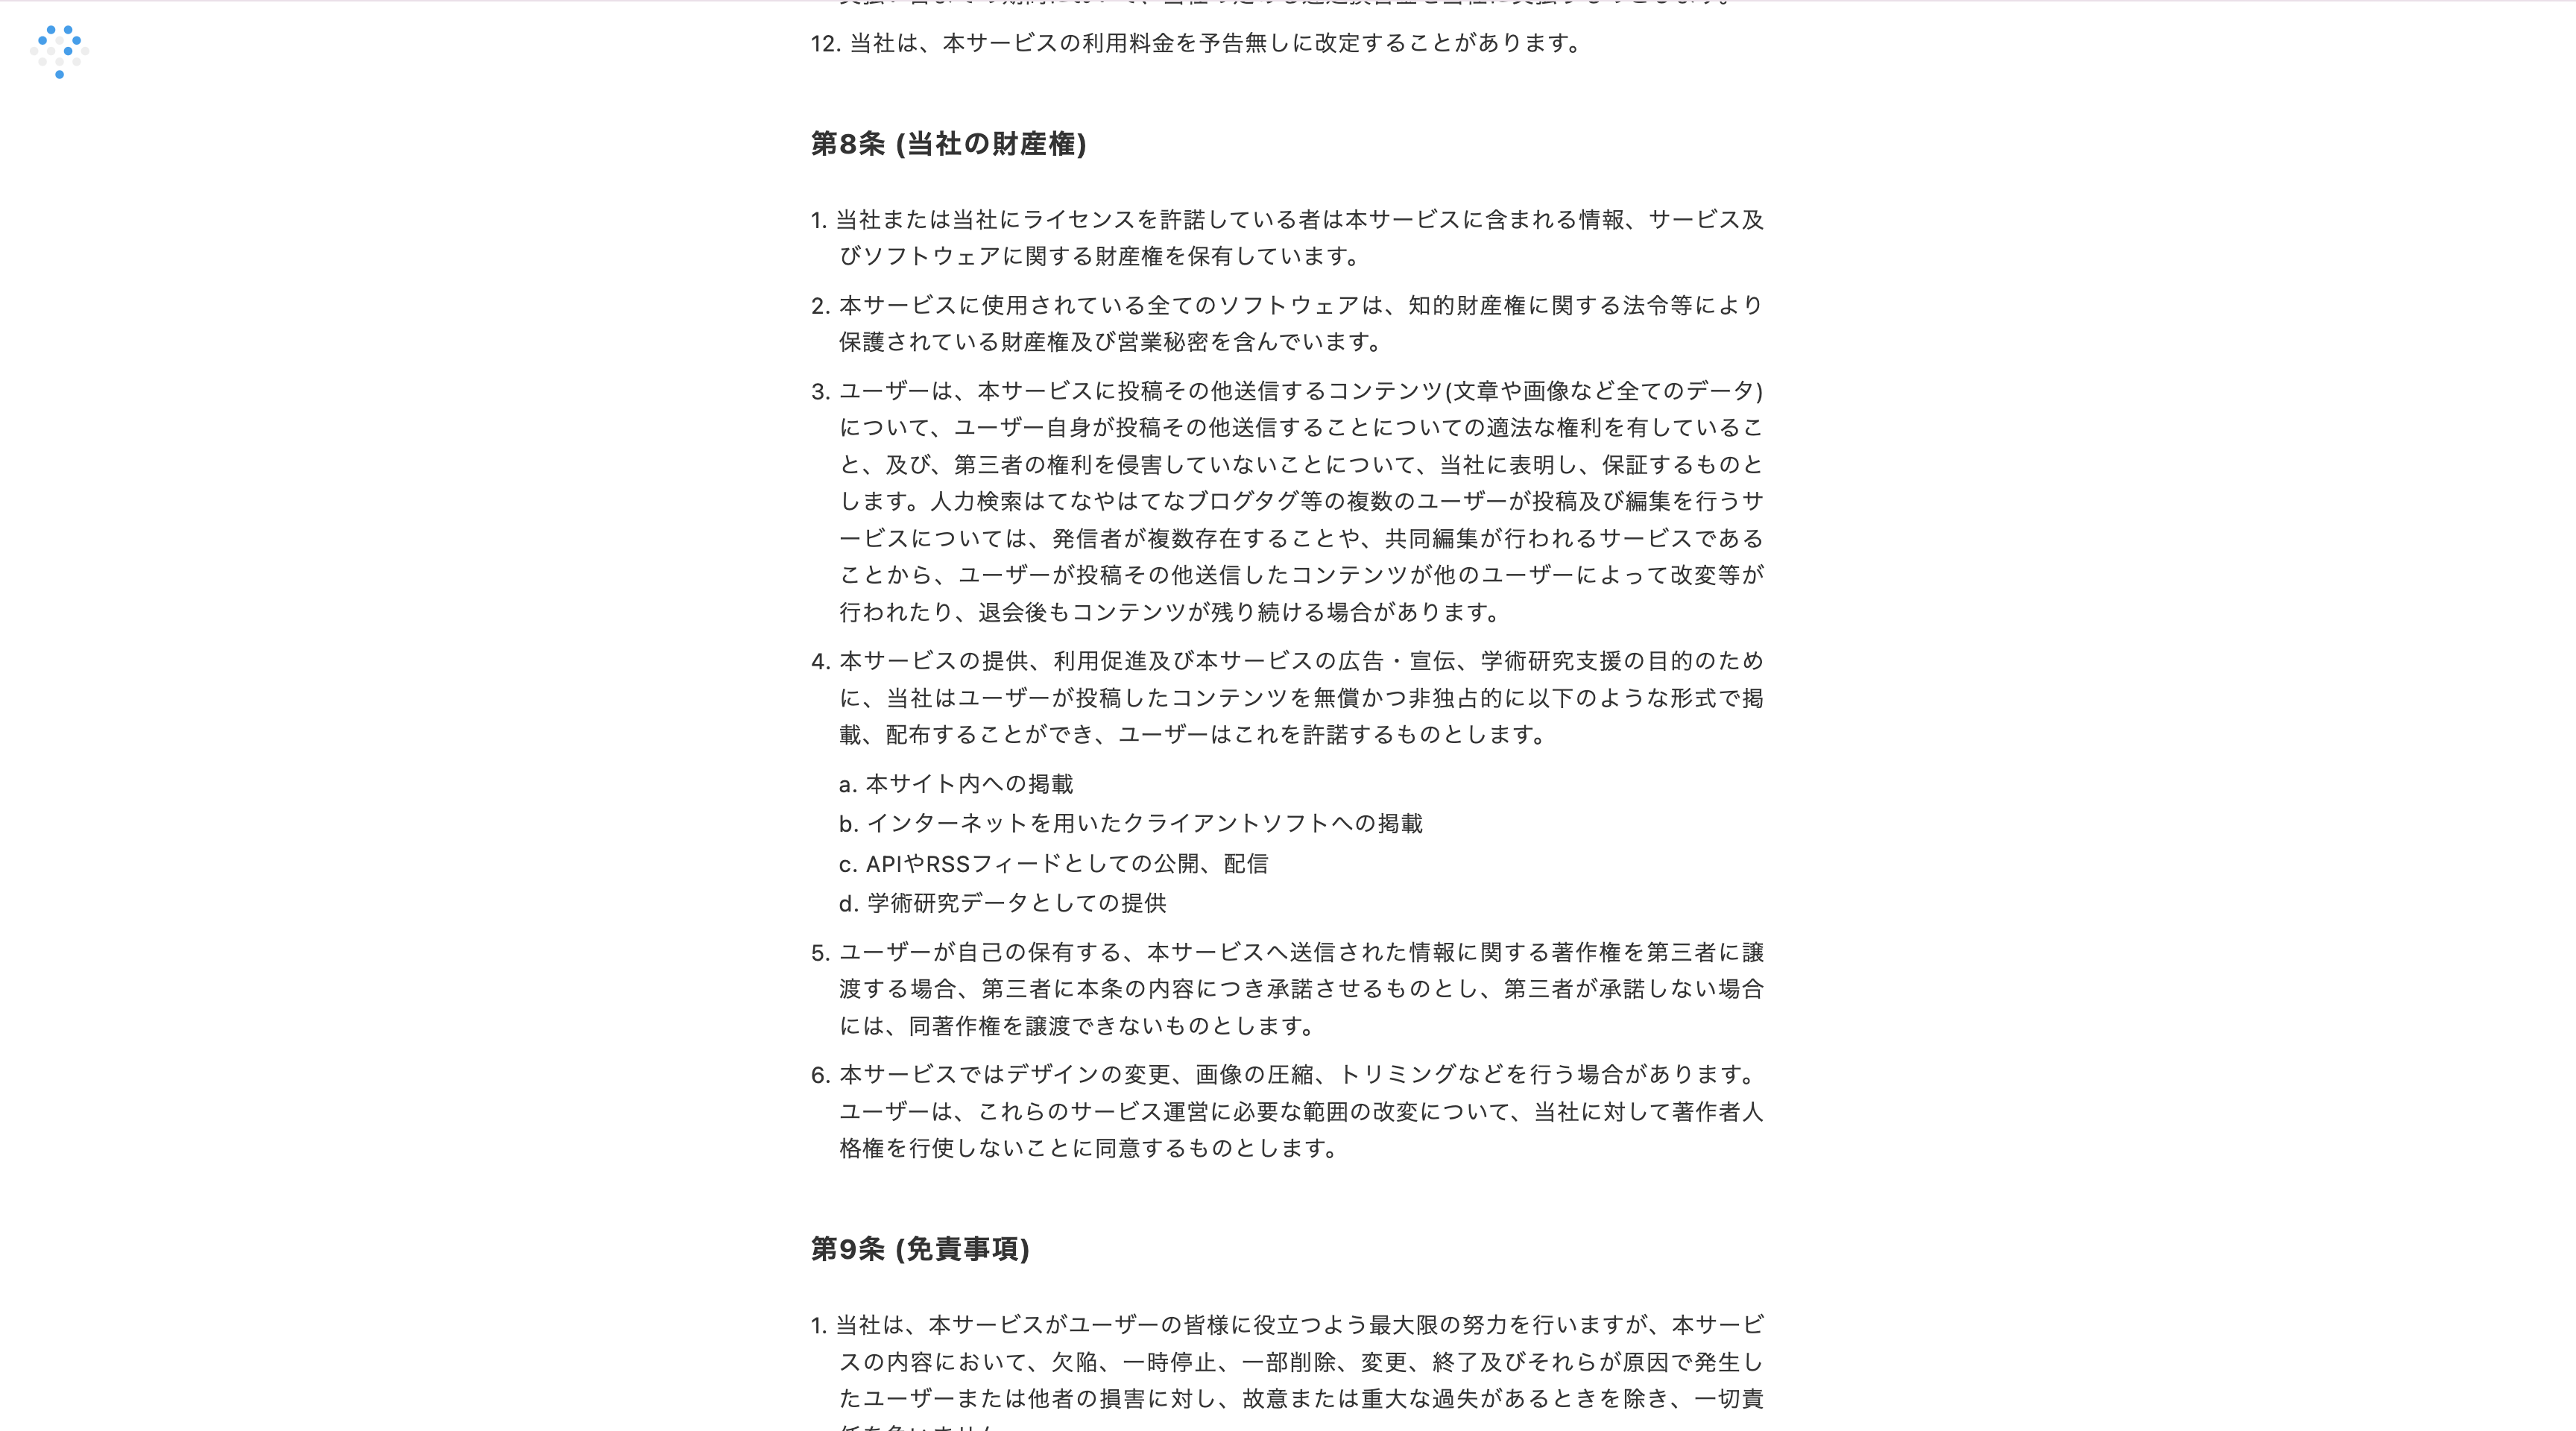 12. 当社は、本サービスの利用料金を予告無しに改定することがあります。
第8条 (当社の財産権)
1. 当社または当社にライセンスを許諾している者は本サービスに含まれる情報、サービス及
びソフトウェアに関する財産権を保有しています。
2. 本サービスに使用されている全てのソフトウェアは、知的財産権に関する法令等により
保護されている財産権及び営業秘密を含んでいます。
3. ユーザーは、本サービスに投稿その他送信するコンテンツ(文章や画像など全てのデータ)
について、ユーザー自身が投稿その他送信することについての適法な権利を有しているこ
と、及び、第三者の権利を侵害していないことについて、当社に表明し、保証するものと
します。人力検索はてなやはてなブログタグ等の複数のユーザーが投稿及び編集を行うサ
ービスについては、発信者が複数存在することや、共同編集が行われるサービスである
ことから、ユーザーが投稿その他送信したコンテンツが他のユーザーによって改変等が
行われたり、退会後もコンテンツが残り続ける場合があります。
4. 本サービスの提供、利用促進及び本サービスの広告・宣伝、学術研究支援の目的のため
に、当社はユーザーが投稿したコンテンツを無償かつ非独占的に以下のような形式で掲
載、配布することができ、ユーザーはこれを許諾するものとします。
a. 本サイト内への掲載
b. インターネットを用いたクライアントソフトへの掲載
c. APIやRSSフィードとしての公開、配信
d. 学術研究データとしての提供
5. ユーザーが自己の保有する、本サービスへ送信された情報に関する著作権を第三者に譲
渡する場合、第三者に本条の内容につき承諾させるものとし、第三者が承諾しない場合
には、同著作権を譲渡できないものとします。
6. 本サービスではデザインの変更、画像の圧縮、トリミングなどを行う場合があります。
ユーザーは、これらのサービス運営に必要な範囲の改変について、当社に対して著作者人
格権を行使しないことに同意するものとします。
第9条 (免責事項)
1. 当社は、本サービスがユーザーの皆様に役立つよう最大限の努力を行いますが、本サービ
スの内容において、欠陥、一時停止、一部削除、変更、終了及びそれらが原因で発生し
たユーザーまたは他者の損害に対し、故意または重大な過失があるときを除き、一切責